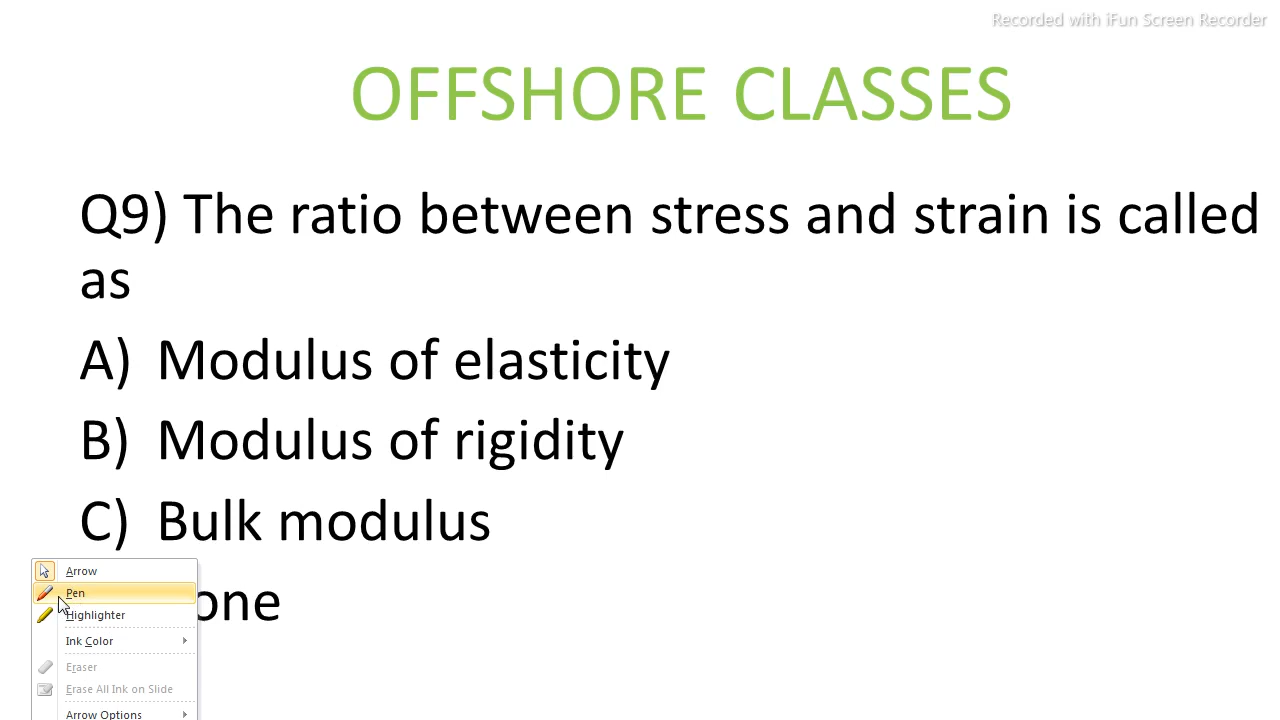 Recorded with iFun Screen Recorder
OFFSHORE CLASSES
Q9) The ratio between stress and strain is called
as
A) Modulus of elasticity
B) Modulus of rigidity
C) Bulk modulus
one
Arrow
Pen
Highlighter
Ink Color
Eraser
Erase All Ink on Slide
Arrow Options